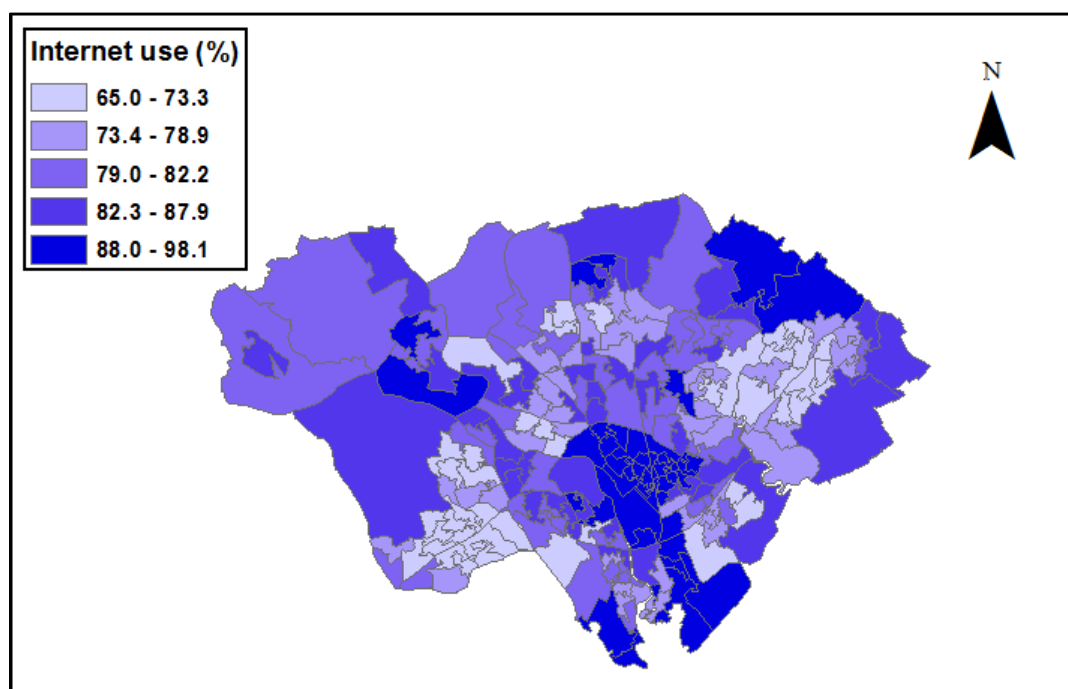 Internet use (%)
65.0 - 73.3
73.4 - 78.9
79.0 - 82.2
82.3 - 87.9
88.0 - 98.1
N